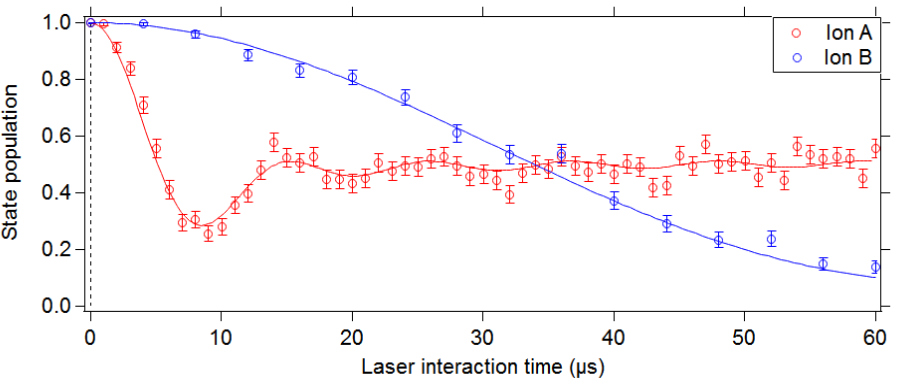 1.0
0.8
0.6
0.4
0.2
0.0
State population
Ion A
Ion B
0 10 20 30 40 50 60
Laser interaction time (µs)